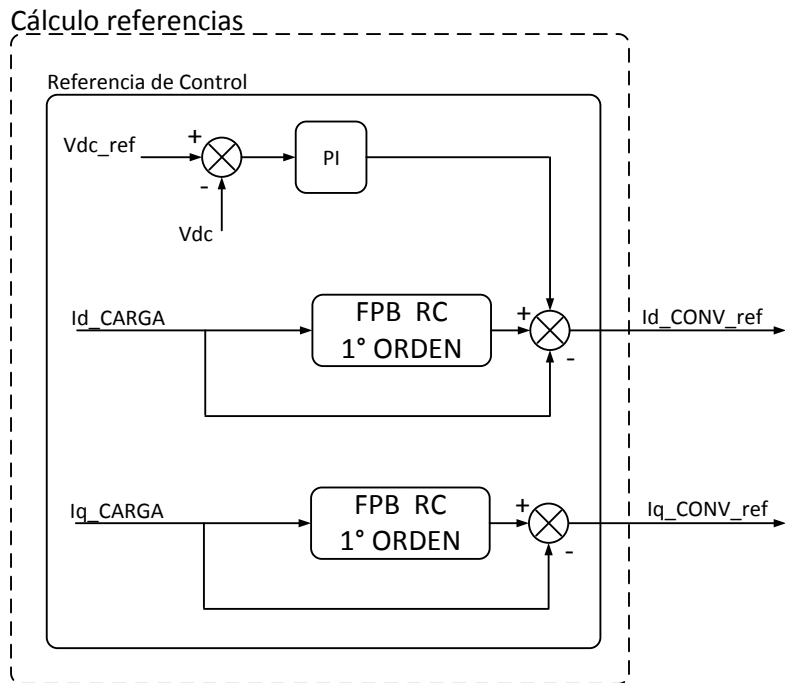 Cálculo referencias
Referencia de Control
Vdc_ref
+
-
PI
Vdc
Id_CARGA
FPB RC
1° ORDEN
+
-
Id_CONV_ref
Iq_CARGA
FPB RC
1° ORDEN
+
-
Iq_CONV_ref